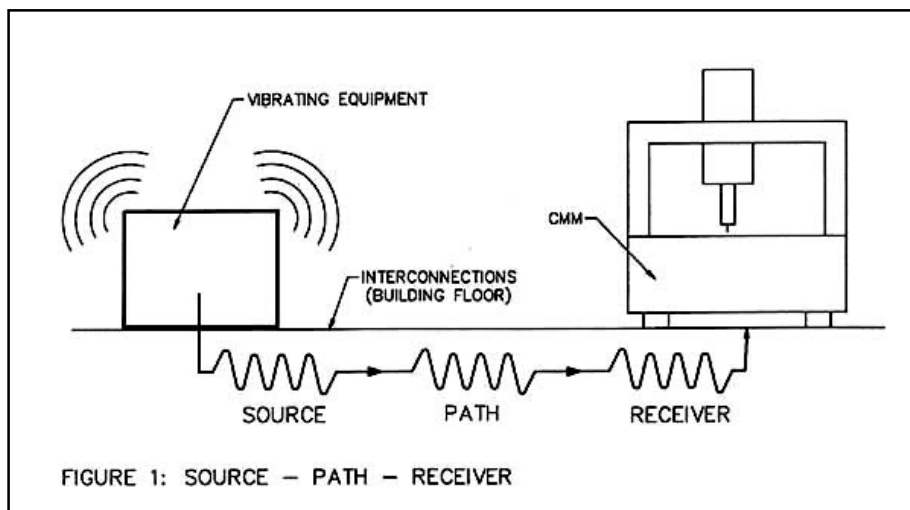 VIBRATING EQUIPMENT
CMM
INTERCONNECTIONS
(BUILDING FLOOR)
SOURCE
PATH
RECEIVER
FIGURE 1: SOURCE – PATH – RECEIVER